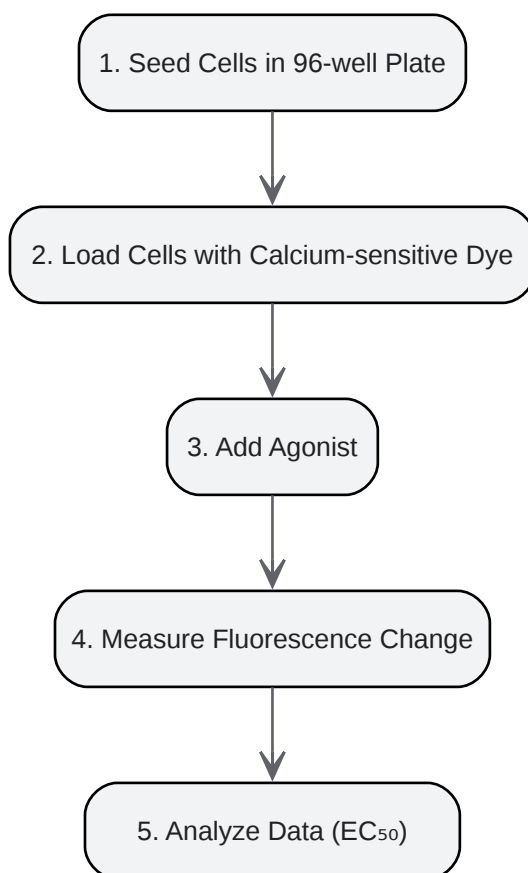 1. Seed Cells in 96-well Plate
2. Load Cells with Calcium-sensitive Dye
3. Add Agonist
4. Measure Fluorescence Change
5. Analyze Data (EC₅₀)